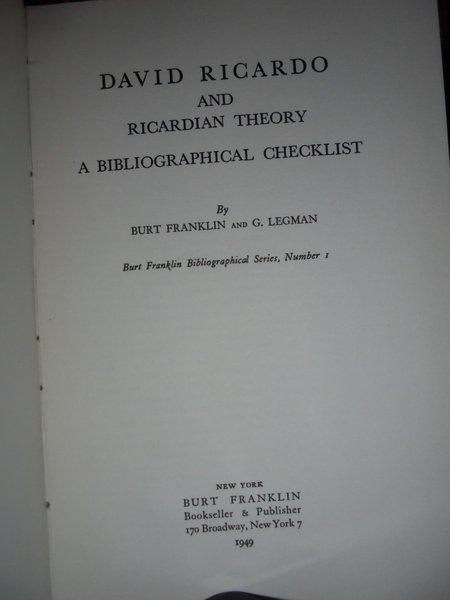 DAVID RICARDO
AND
RICARDIAN THEORY
A BIBLIOGRAPHICAL CHECKLIST
By
BURT FRANKLIN AND G. LEGMAN
Burt Franklin Bibliographical Series, Number 1
NEW YORK
BURT FRANKLIN
Bookseller & Publisher
170 Broadway, New York 7
1949